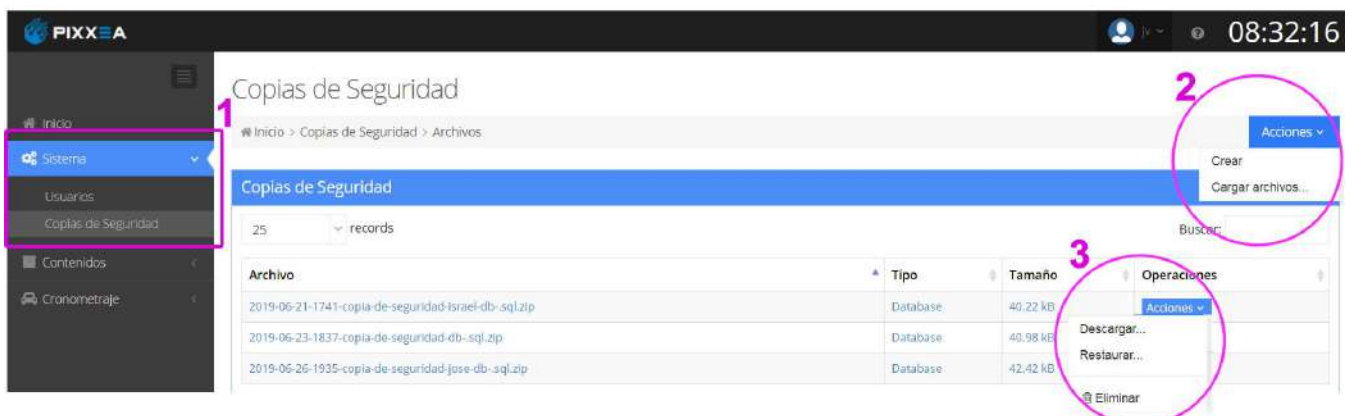 PIXXEA
jv
08:32:16
1
Inicio
Sistema
Usuarios
Copias de Seguridad
Contenidos
Cronometraje
Copias de Seguridad
Inicio > Copias de Seguridad > Archivos
2
Acciones
Crear
Cargar archivos...
Copias de Seguridad
25 records
Buscar:
3
Archivo Tipo Tamaño Operaciones
2019-06-21-1741-copia-de-seguridad-israel-db-.sql.zip Database 40.22 kB Acciones
2019-06-23-1837-copia-de-seguridad-db-.sql.zip Database 40.98 kB
2019-06-26-1935-copia-de-seguridad-jose-db-.sql.zip Database 42.42 kB
Descargar...
Restaurar...
Eliminar